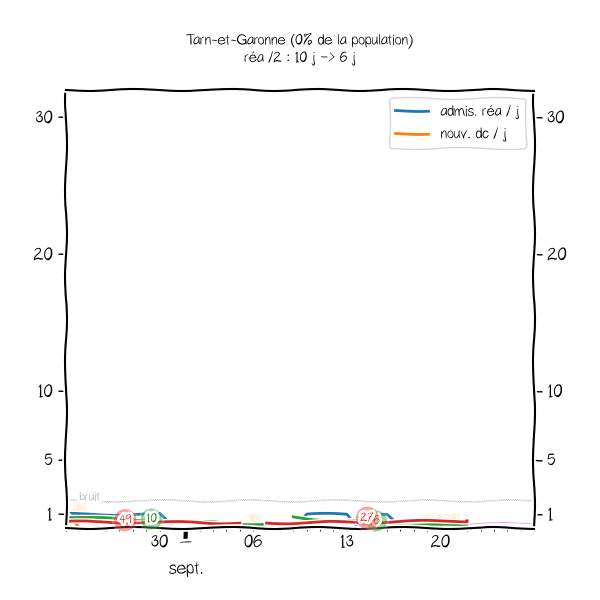 Tarn-et-Garonne (0% de la population)
réa /2 : 10 j -> 6 j
admis. réa / j
nouv. dc / j
30
30
20
20
10
10
5
5
... bruit
1
49
10
27
1
30
06
13
20
sept.